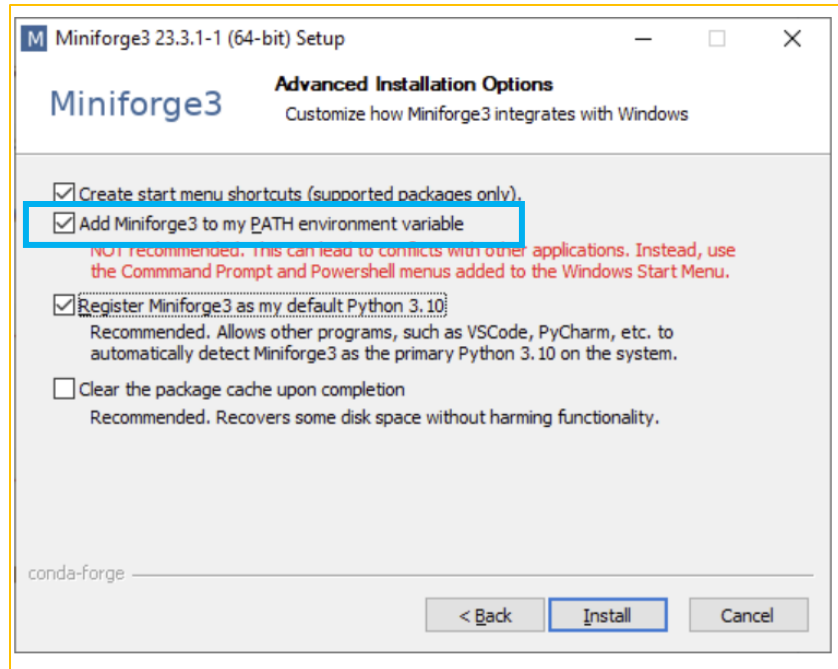 M Miniforge3 23.3.1-1 (64-bit) Setup
Miniforge3
Advanced Installation Options
Customize how Miniforge3 integrates with Windows
Create start menu shortcuts (supported packages only).
Add Miniforge3 to my PATH environment variable
NOT recommended. This can lead to conflicts with other applications. Instead, use
the Commmand Prompt and Powershell menus added to the Windows Start Menu.
Register Miniforge3 as my default Python 3.10
Recommended. Allows other programs, such as VSCode, PyCharm, etc. to
automatically detect Miniforge3 as the primary Python 3.10 on the system.
Clear the package cache upon completion
Recommended. Recovers some disk space without harming functionality.
conda-forge
< Back Install Cancel